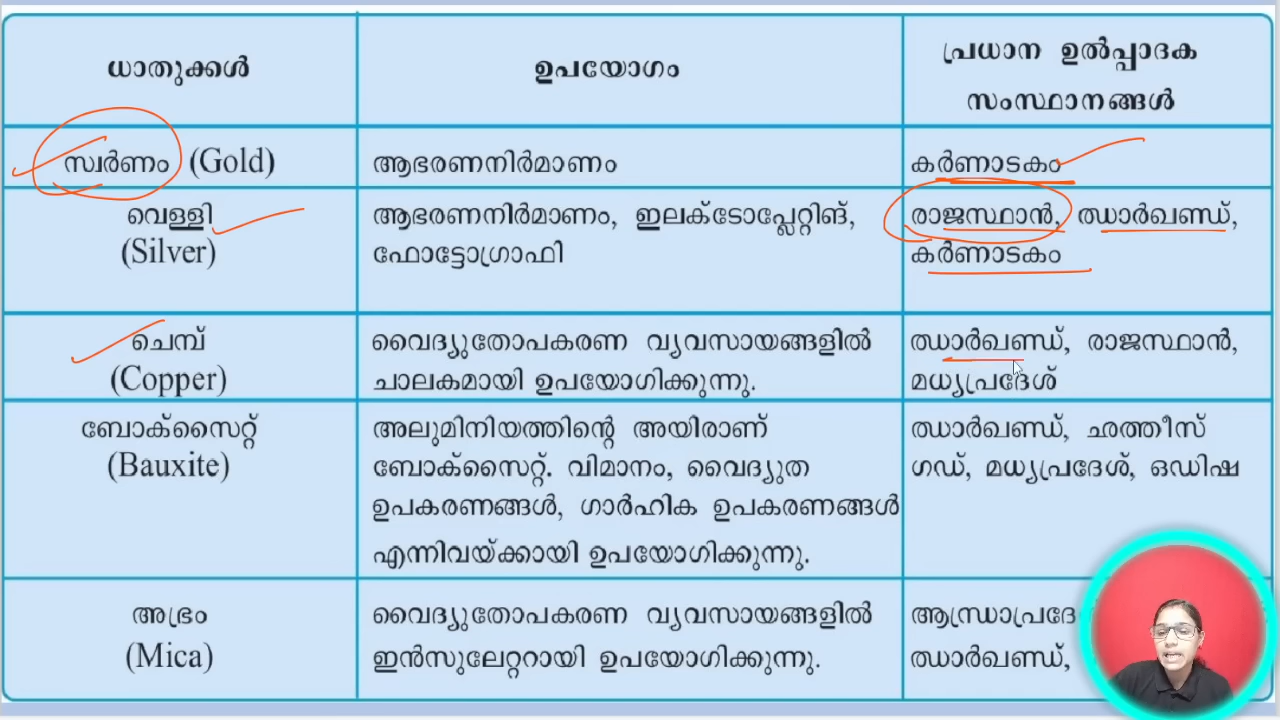 ധാതുക്കൾ
ഉപയോഗം
പ്രധാന ഉൽപ്പാദക
സംസ്ഥാനങ്ങൾ
സ്വർണം (Gold)
ആഭരണനിർമാണം
കർണാടകം
വെള്ളി
(Silver)
ആഭരണനിർമാണം, ഇലക്ടോപ്ലേറ്റിങ്,
ഫോട്ടോഗ്രാഫി
രാജസ്ഥാൻ, ഝാർഖണ്ഡ്,
കർണാടകം
ചെമ്പ്
(Copper)
വൈദ്യുതോപകരണ വ്യവസായങ്ങളിൽ
ചാലകമായി ഉപയോഗിക്കുന്നു.
ഝാർഖണ്ഡ്, രാജസ്ഥാൻ,
മധ്യപ്രദേശ്
ബോക്സൈറ്റ്
(Bauxite)
അലുമിനിയത്തിന്റെ അയിരാണ്
ബോക്സൈറ്റ്. വിമാനം, വൈദ്യുത
ഉപകരണങ്ങൾ, ഗാർഹിക ഉപകരണങ്ങൾ
എന്നിവയ്ക്കായി ഉപയോഗിക്കുന്നു.
ഝാർഖണ്ഡ്, ഛത്തീസ്
ഗഡ്, മധ്യപ്രദേശ്, ഒഡിഷ
അഭ്രം
(Mica)
വൈദ്യുതോപകരണ വ്യവസായങ്ങളിൽ
ഇൻസുലേറ്ററായി ഉപയോഗിക്കുന്നു.
ഝാർഖണ്ഡ്,